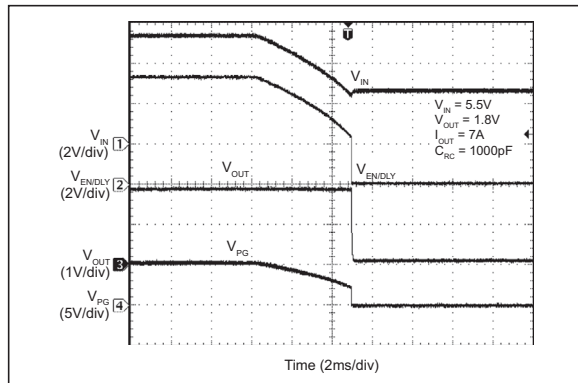 T
V_IN
V_IN = 5.5V
V_OUT = 1.8V
I_OUT = 7A
C_RC = 1000pF
V_IN
(2V/div)
1
V_EN/DLY
(2V/div)
2
V_OUT
V_EN/DLY
V_PG
V_OUT
(1V/div)
3
V_PG
(5V/div)
4
Time (2ms/div)